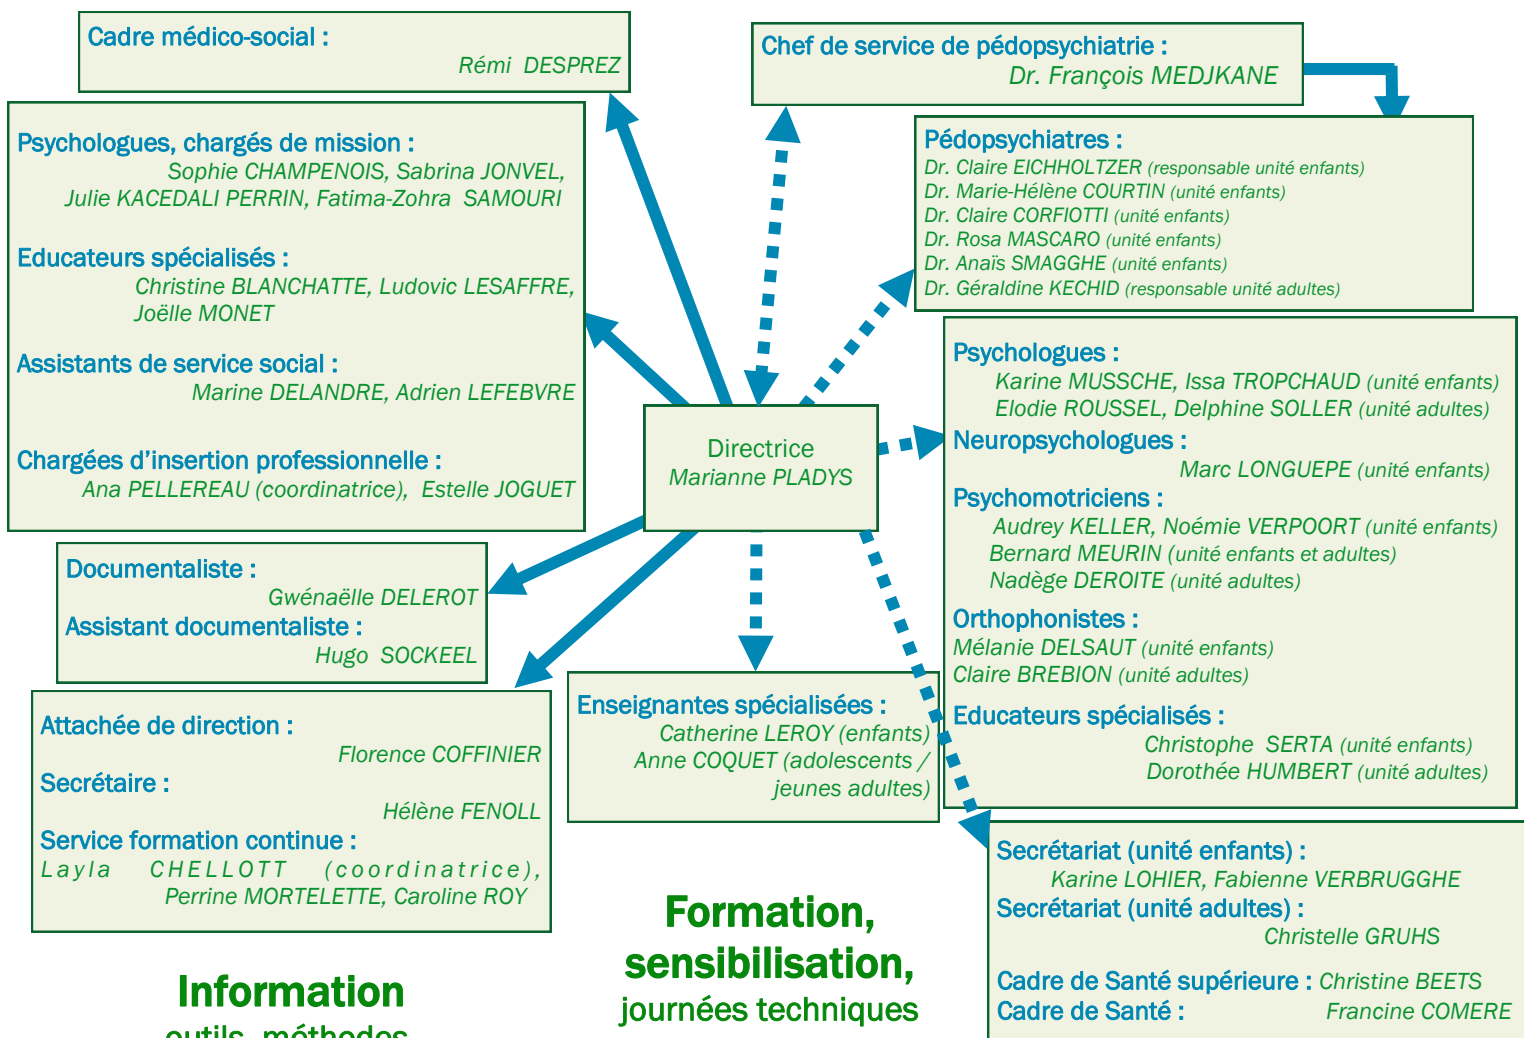 Cadre médico-social :
Rémi DESPREZ
Psychologues, chargés de mission :
Sophie CHAMPENOIS, Sabrina JONVEL,
Julie KACEDALI PERRIN, Fatima-Zohra SAMOURI
Educateurs spécialisés :
Christine BLANCHATTE, Ludovic LESAFFRE,
Joëlle MONET
Assistants de service social :
Marine DELANDRE, Adrien LEFEBVRE
Chargées d'insertion professionnelle :
Ana PELLEREAU (coordinatrice), Estelle JOGUET
Documentaliste :
Gwénaëlle DELEROT
Assistant documentaliste :
Hugo SOCKEEL
Attachée de direction :
Florence COFFINIER
Secrétaire :
Hélène FENOLL
Service formation continue :
Layla CHELLOTT (coordinatrice),
Perrine MORTELETTE, Caroline ROY
Information
outils, méthodes
Directrice
Marianne PLADYS
Enseignantes spécialisées :
Catherine LEROY (enfants)
Anne COQUET (adolescents /
jeunes adultes)
Formation,
sensibilisation,
journées techniques
Chef de service de pédopsychiatrie :
Dr. François MEDJKANE
Pédopsychiatres :
Dr. Claire EICHHOLTZER (responsable unité enfants)
Dr. Marie-Hélène COURTIN (unité enfants)
Dr. Claire CORFIOTTI (unité enfants)
Dr. Rosa MASCARO (unité enfants)
Dr. Anaïs SMAGGHE (unité enfants)
Dr. Géraldine KECHID (responsable unité adultes)
Psychologues :
Karine MUSSCHE, Issa TROPCHAUD (unité enfants)
Elodie ROUSSEL, Delphine SOLLER (unité adultes)
Neuropsychologues :
Marc LONGUEPE (unité enfants)
Psychomotriciens :
Audrey KELLER, Noémie VERPOORT (unité enfants)
Bernard MEURIN (unité enfants et adultes)
Nadège DEROITE (unité adultes)
Orthophonistes :
Mélanie DELSAUT (unité enfants)
Claire BREBION (unité adultes)
Educateurs spécialisés :
Christophe SERTA (unité enfants)
Dorothée HUMBERT (unité adultes)
Secrétariat (unité enfants) :
Karine LOHIER, Fabienne VERBRUGGHE
Secrétariat (unité adultes) :
Christelle GRUHS
Cadre de Santé supérieure : Christine BEETS
Cadre de Santé : Francine COMERE